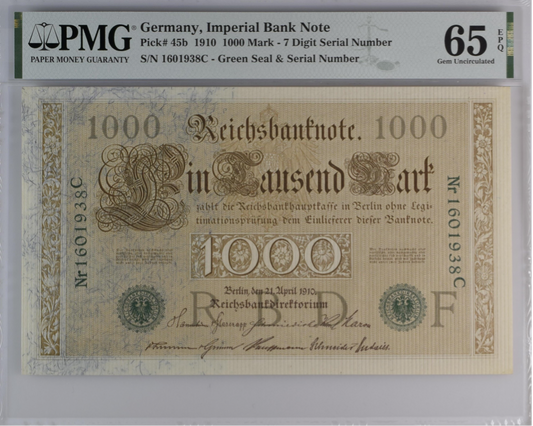 PMG
PAPER MONEY GUARANTY
Germany, Imperial Bank Note
Pick# 45b 1910 1000 Mark - 7 Digit Serial Number
S/N 1601938C - Green Seal & Serial Number
65 EPQ
Gem Uncirculated
1000 Reichsbanknote. 1000
Ein Tausend Mark
zahlt die Reichsbankhauptkasse in Berlin ohne Legi-
timationsprüfung dem Einlieferer dieser Banknote.
Nr 1601938C
1000
Nr 1601938C
Berlin, den 21. April 1910
Reichsbankdirektorium
R B D F